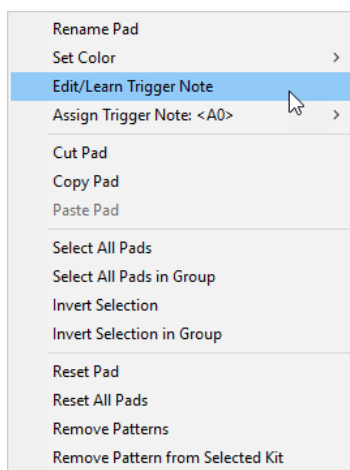 Rename Pad
Set Color
Edit/Learn Trigger Note
Assign Trigger Note: <A0>
Cut Pad
Copy Pad
Paste Pad
Select All Pads
Select All Pads in Group
Invert Selection
Invert Selection in Group
Reset Pad
Reset All Pads
Remove Patterns
Remove Pattern from Selected Kit